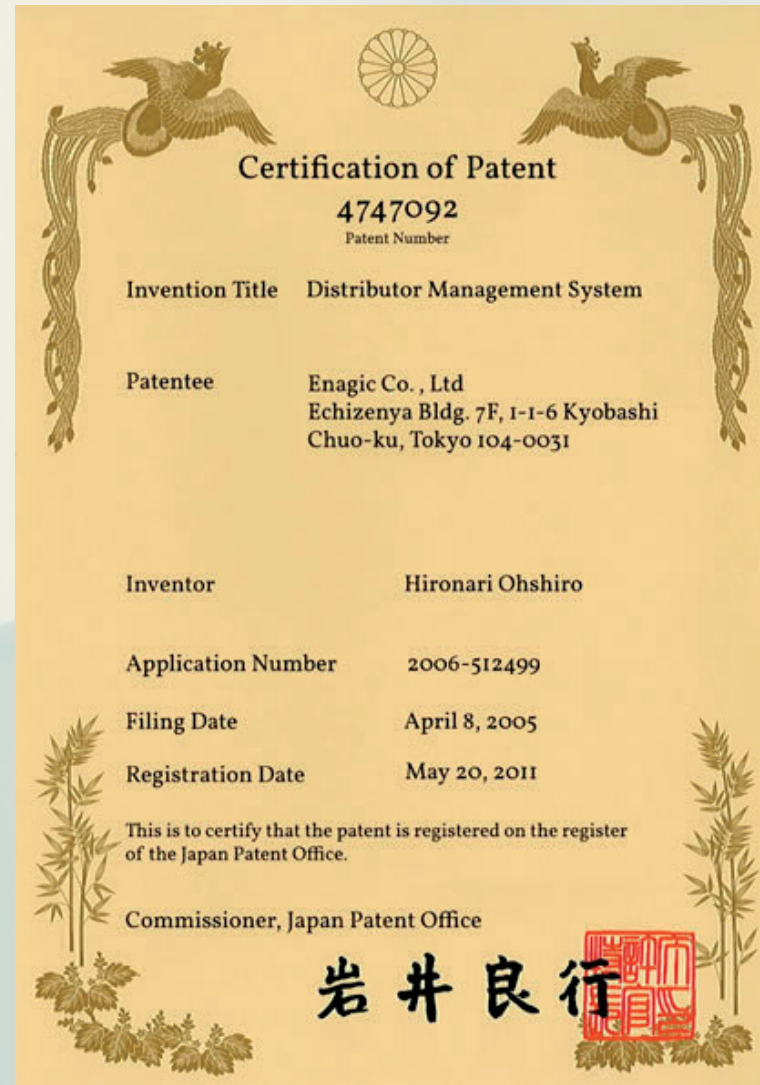 Certification of Patent
4747092
Patent Number
Invention Title Distributor Management System
Patentee Enagic Co. , Ltd
Echizenya Bldg. 7F, 1-1-6 Kyobashi
Chuo-ku, Tokyo 104-0031
Inventor Hironari Ohshiro
Application Number 2006-512499
Filing Date April 8, 2005
Registration Date May 20, 2011
This is to certify that the patent is registered on the register
of the Japan Patent Office.
Commissioner, Japan Patent Office
岩井良行